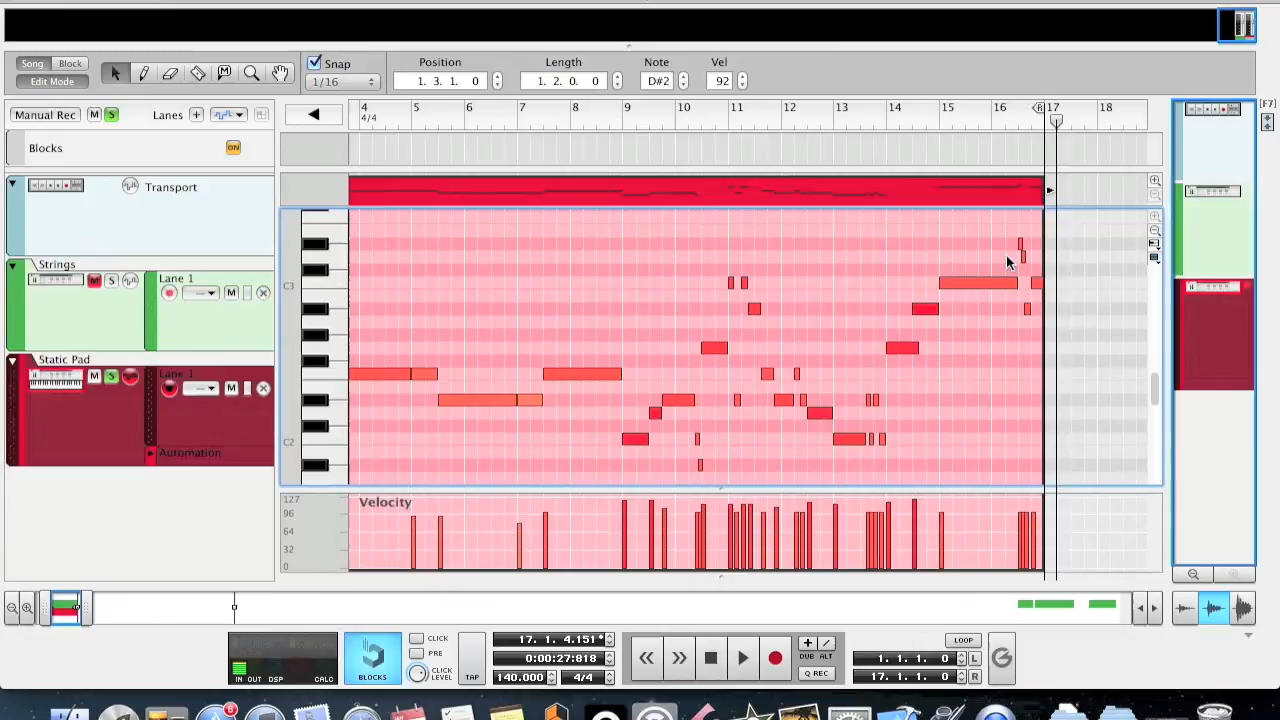 Song Block
Edit Mode
Snap
1/16
Position
1. 3. 1. 0
Length
1. 2. 0. 0
Note
D#2
Vel
92
Manual Rec M S Lanes +
4 5 6 7 8 9 10 11 12 13 14 15 16 R 17 18
4/4
[F7]
Blocks ON
Transport
Strings
M S Lane 1
M
C3
Static Pad
M S Lane 1
M
Automation
C2
Velocity
127
96
64
32
0
IN OUT DSP CALC
BLOCKS
CLICK
PRE
CLICK LEVEL
TAP
17. 1. 4.151*
0:00:27:818
140.000 4/4
DUB ALT
Q REC
LOOP
1. 1. 1. 0 L
17. 1. 1. 0 R
8